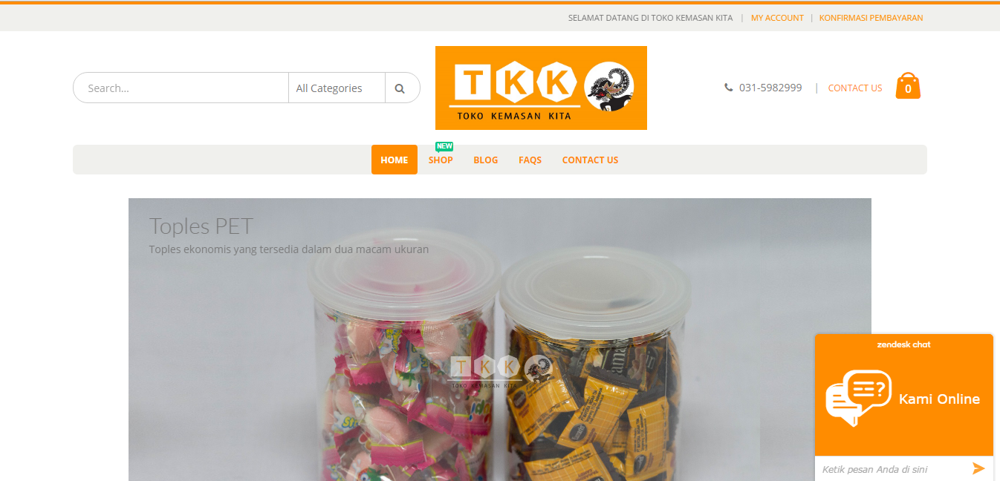 SELAMAT DATANG DI TOKO KEMASAN KITA | MY ACCOUNT | KONFIRMASI PEMBAYARAN
Search...
All Categories
TKK
TOKO KEMASAN KITA
031-5982999 | CONTACT US
0
NEW
HOME SHOP BLOG FAQS CONTACT US
Toples PET
Toples ekonomis yang tersedia dalam dua macam ukuran
TKK
TOKO KEMASAN KITA
zendesk chat
Kami Online
Ketik pesan Anda di sini